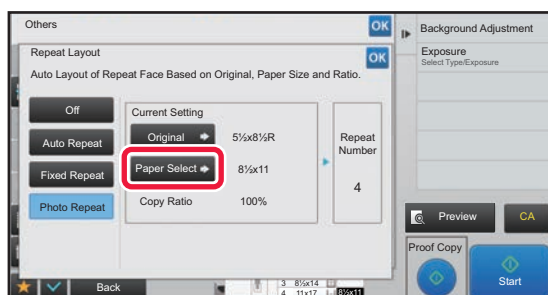 Others
OK
Repeat Layout
OK
Auto Layout of Repeat Face Based on Original, Paper Size and Ratio.
Off
Auto Repeat
Fixed Repeat
Photo Repeat
Current Setting
Original
5½x8½R
Paper Select
8½x11
Copy Ratio
100%
Repeat
Number
4
Back
3 8½x14
4 11x17
8½x11
Background Adjustment
Exposure
Select Type/Exposure
Preview
CA
Proof Copy
Start